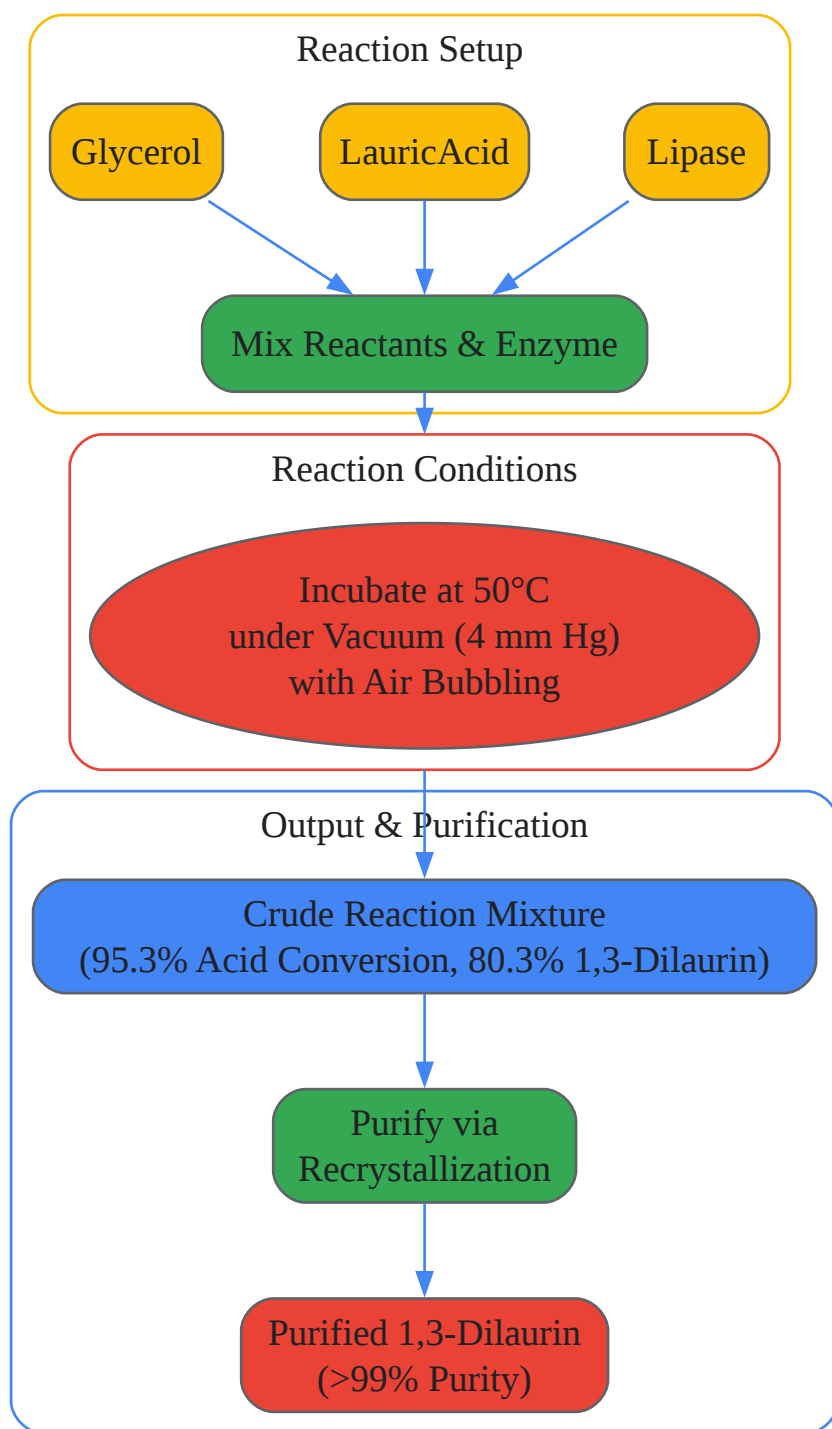 Reaction Setup
Glycerol
LauricAcid
Lipase
Mix Reactants & Enzyme
Reaction Conditions
Incubate at 50°C
under Vacuum (4 mm Hg)
with Air Bubbling
Output & Purification
Crude Reaction Mixture
(95.3% Acid Conversion, 80.3% 1,3-Dilaurin)
Purify via
Recrystallization
Purified 1,3-Dilaurin
(>99% Purity)